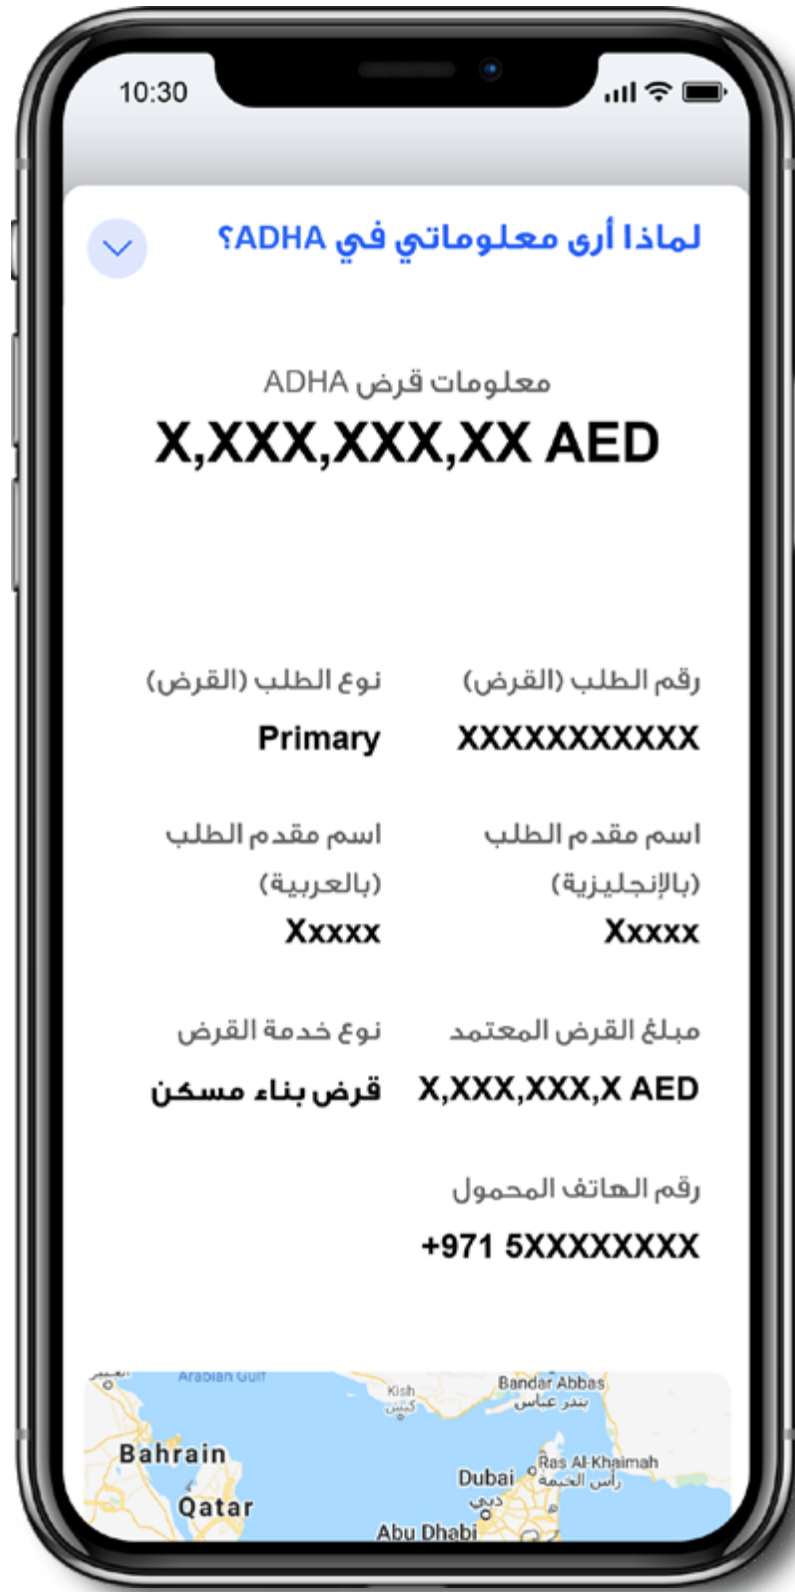 10:30
لماذا أرى معلوماتي في ADHA؟
معلومات قرض ADHA
X,XXX,XXX,XX AED
رقم الطلب (القرض)
نوع الطلب (القرض)
XXXXXXXXXXX
Primary
اسم مقدم الطلب
(بالإنجليزية)
Xxxxx
اسم مقدم الطلب
(بالعربية)
Xxxxx
مبلغ القرض المعتمد
نوع خدمة القرض
X,XXX,XXX,X AED
قرض بناء مسكن
رقم الهاتف المحمول
+971 5XXXXXXXX
Arabian Gulf
Kish
كيش
Bandar Abbas
بندر عباس
Bahrain
Qatar
Ras Al Khaimah
رأس الخيمة
Dubai
دبي
Abu Dhabi